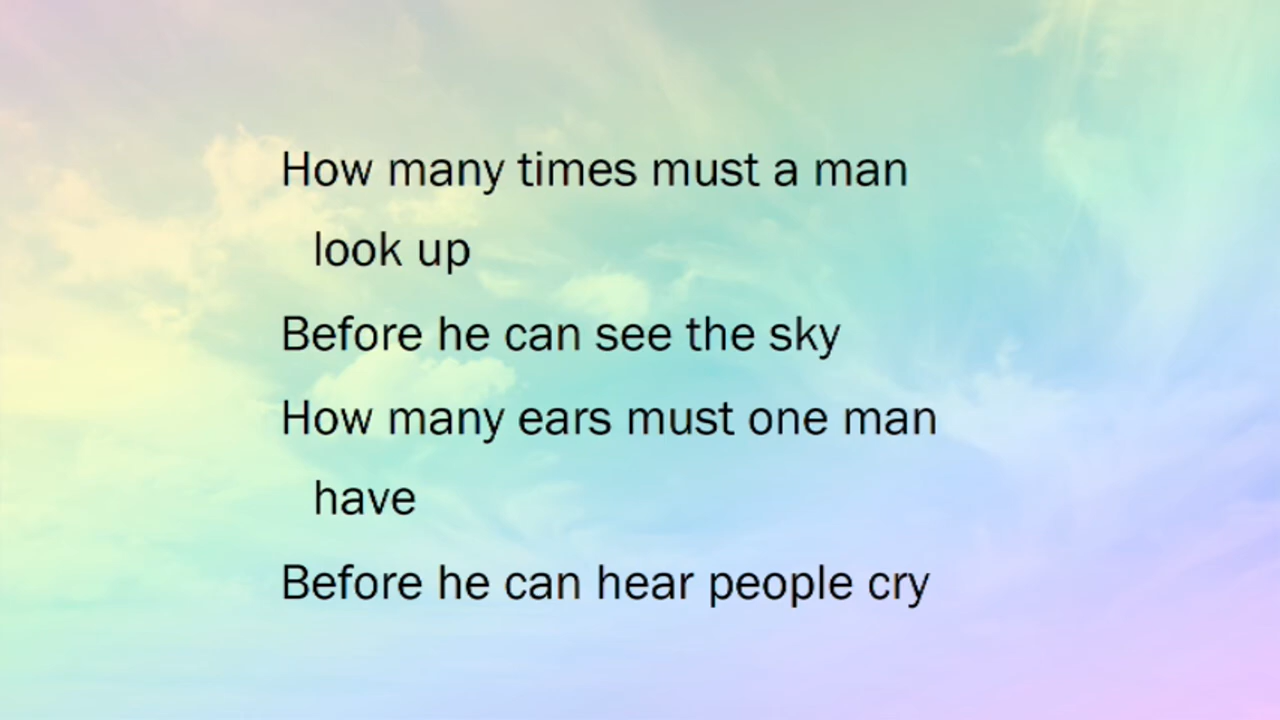 How many times must a man
look up
Before he can see the sky
How many ears must one man
have
Before he can hear people cry